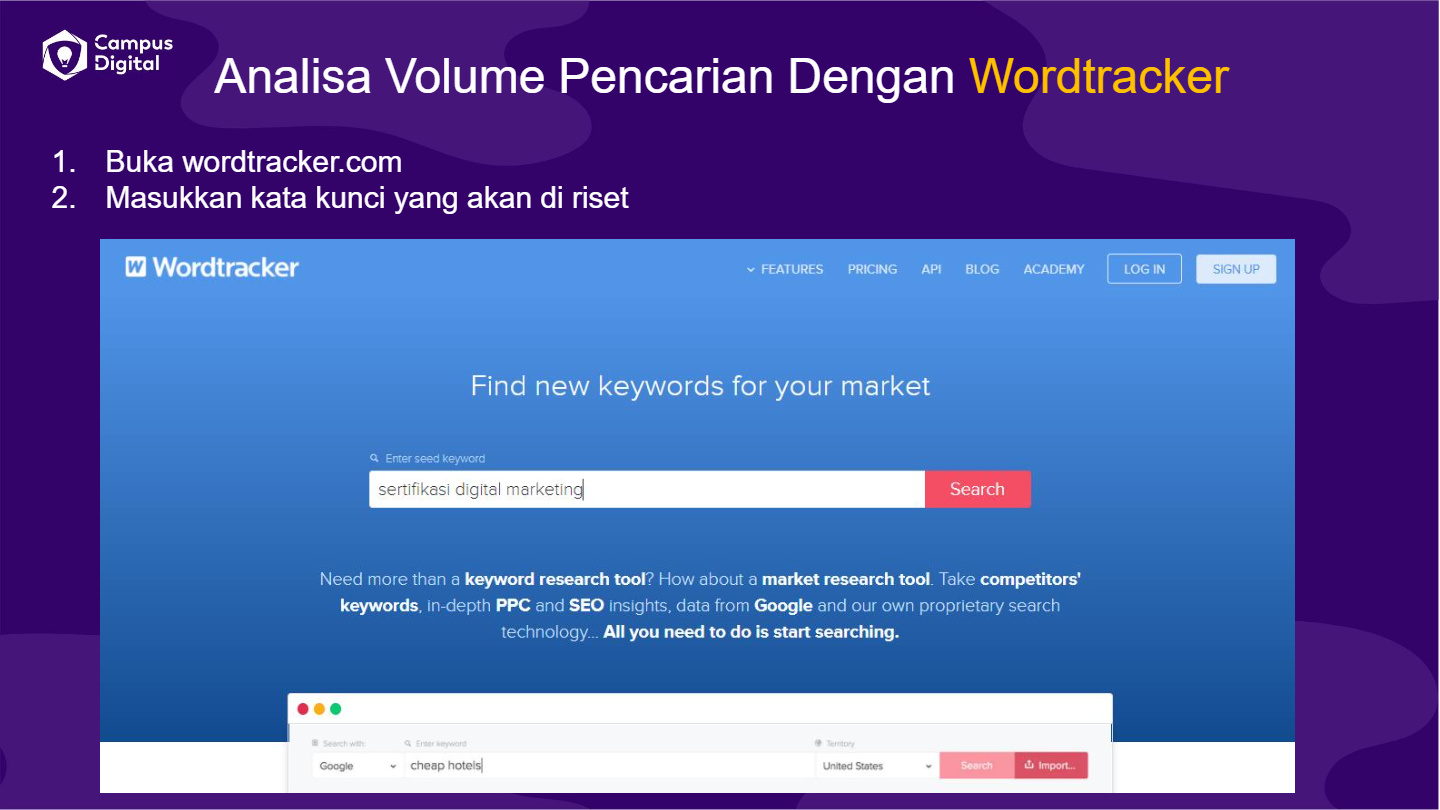 Campus
Digital
Analisa Volume Pencarian Dengan Wordtracker
1. Buka wordtracker.com
2. Masukkan kata kunci yang akan di riset
W Wordtracker
FEATURES PRICING API BLOG ACADEMY LOG IN SIGN UP
Find new keywords for your market
Enter seed keyword
sertifikasi digital marketing Search
Need more than a keyword research tool? How about a market research tool. Take competitors'
keywords, in-depth PPC and SEO insights, data from Google and our own proprietary search
technology... All you need to do is start searching.
Search with: Enter keyword Territory
Google cheap hotels United States Search Import...